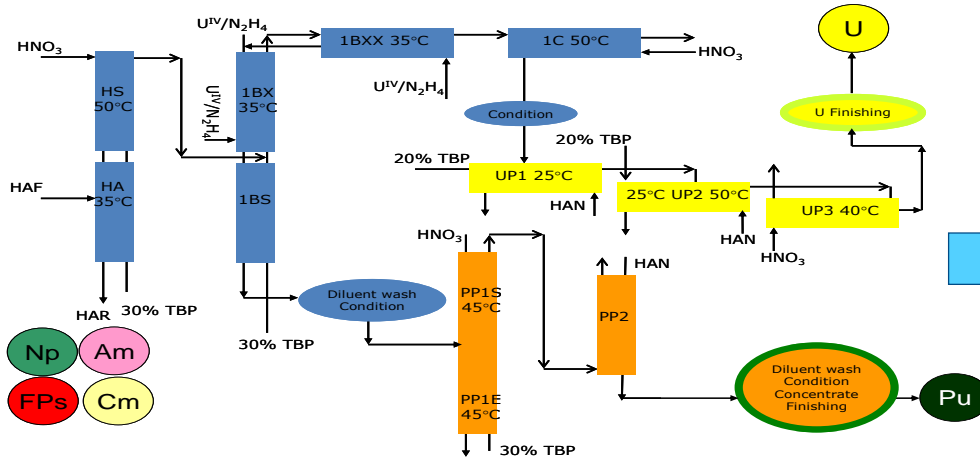 U^IV/N₂H₄
1BXX 35°C
1C 50°C
HNO₃
HNO₃
U
HS
50°C
U^IV/N₂H₄
1BX
35°C
U^IV/N₂H₄
Condition
U Finishing
20% TBP
20% TBP
UP1 25°C
HAF
HA
35°C
1BS
25°C UP2 50°C
HAN
UP3 40°C
HAN
HNO₃
HNO₃
HAN
PP1S
45°C
Diluent wash
Condition
PP2
HAR
30% TBP
30% TBP
Np
Am
FPs
Cm
PP1E
45°C
30% TBP
Diluent wash
Condition
Concentrate
Finishing
Pu